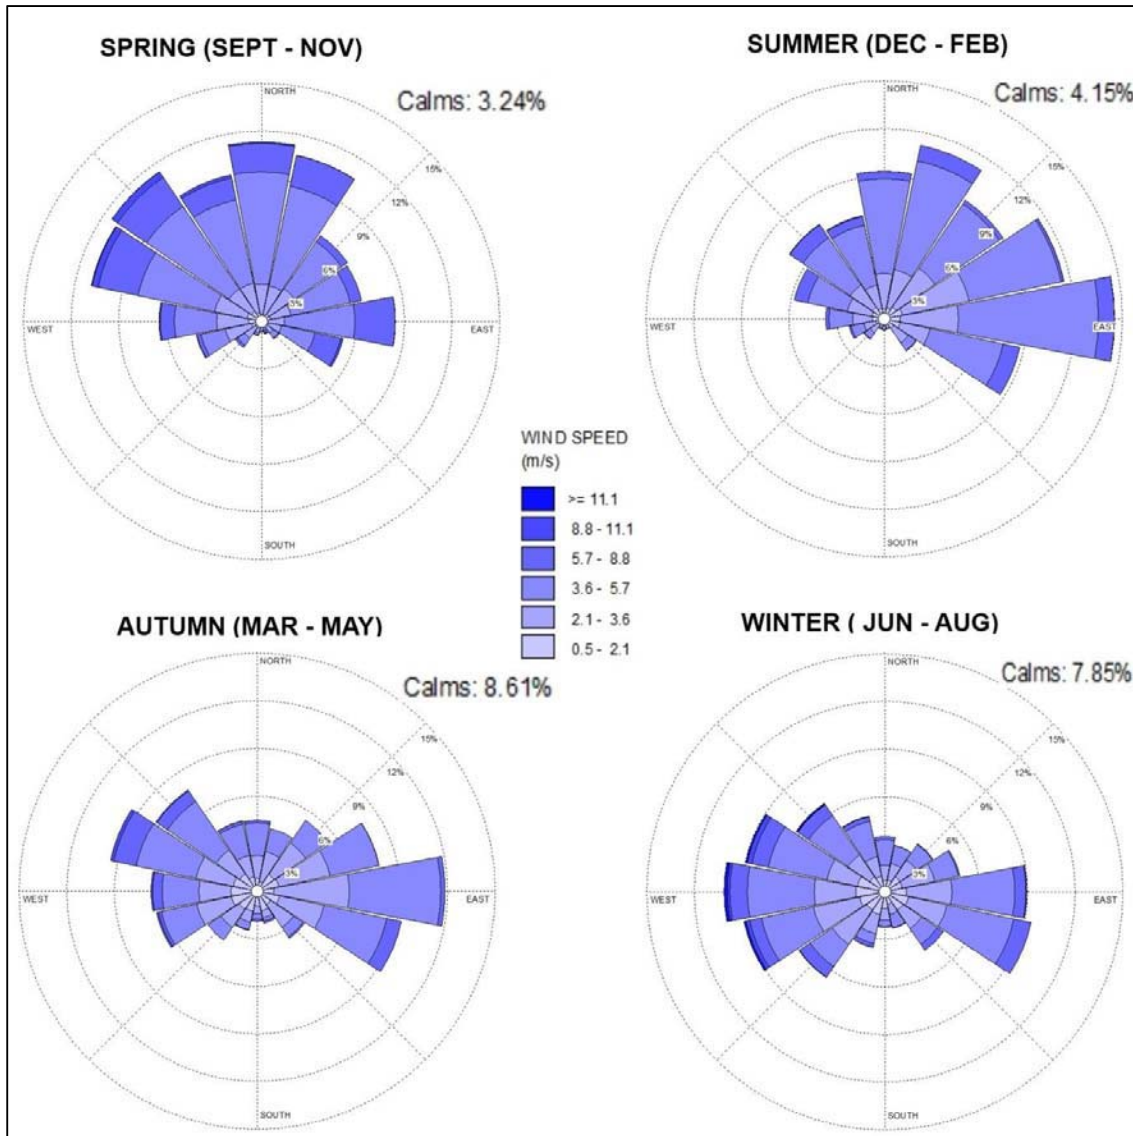 SPRING (SEPT - NOV)
Calms: 3.24%
NORTH
15%
12%
9%
6%
3%
WEST
EAST
SOUTH
SUMMER (DEC - FEB)
Calms: 4.15%
NORTH
15%
12%
9%
6%
3%
WEST
EAST
SOUTH
WIND SPEED
(m/s)
>= 11.1
8.8 - 11.1
5.7 - 8.8
3.6 - 5.7
2.1 - 3.6
0.5 - 2.1
AUTUMN (MAR - MAY)
Calms: 8.61%
NORTH
15%
12%
9%
6%
3%
WEST
EAST
SOUTH
WINTER ( JUN - AUG)
Calms: 7.85%
NORTH
15%
12%
9%
6%
3%
WEST
EAST
SOUTH